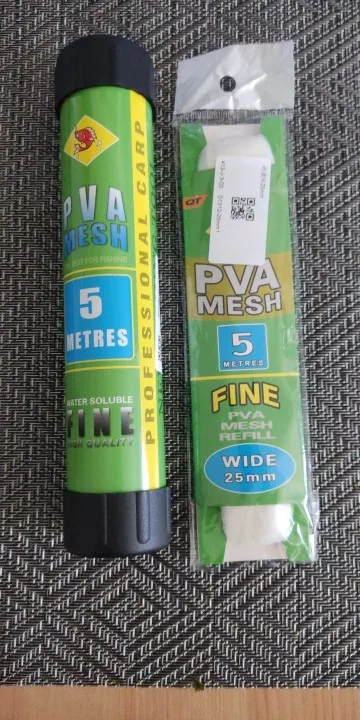 PVA
MESH
5
METRES
WATER SOLUBLE
FINE
HIGH QUALITY
PROFESSIONAL CARP
QT
PVA
MESH
5
METRES
FINE
PVA
MESH
REFILL
WIDE
25mm